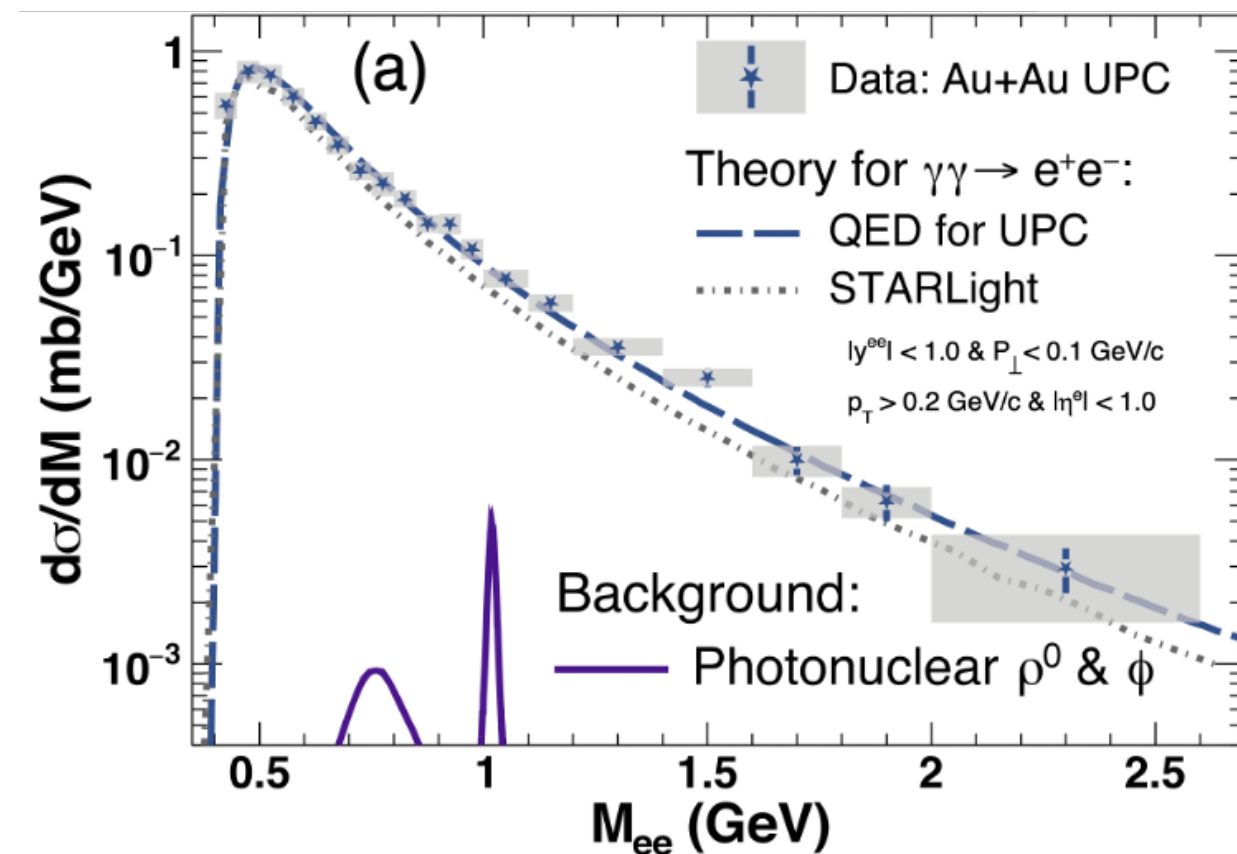 (a)
Data: Au+Au UPC
Theory for γγ→ e⁺e⁻:
QED for UPC
STARLight
|y^ee| < 1.0 & P_⊥ < 0.1 GeV/c
p_T > 0.2 GeV/c & |η^e| < 1.0
Background:
Photonuclear ρ⁰ & ϕ
dσ/dM (mb/GeV)
1
10⁻¹
10⁻²
10⁻³
0.5 1 1.5 2 2.5
M_ee (GeV)